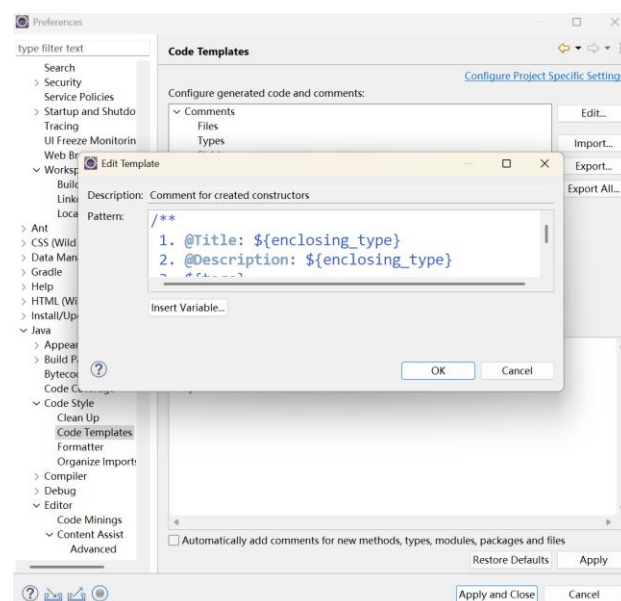 Preferences
type filter text
Code Templates
Search
Security
Service Policies
Startup and Shutdo
Tracing
UI Freeze Monitorin
Web Br
Worksp
Build
Link
Loca
Ant
CSS (Wild
Data Man
Gradle
Help
HTML (Wi
Install/Up
Java
Appear
Build P
Bytecod
Code C
Code Style
Clean Up
Code Templates
Formatter
Organize Imports
Compiler
Debug
Editor
Code Minings
Content Assist
Advanced
Configure Project Specific Setting
Configure generated code and comments:
Comments
Files
Types
Edit...
Import...
Export...
Export All...
Edit Template
Description: Comment for created constructors
Pattern:
/**
1. @Title: ${enclosing_type}
2. @Description: ${enclosing_type}
Insert Variable...
OK
Cancel
Automatically add comments for new methods, types, modules, packages and files
Restore Defaults
Apply
Apply and Close
Cancel